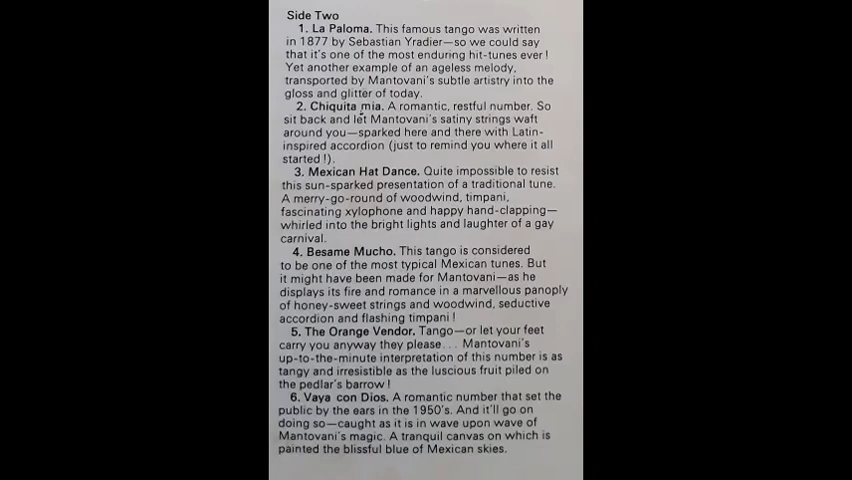 Side Two
1. La Paloma. This famous tango was written
in 1877 by Sebastian Yradier—so we could say
that it's one of the most enduring hit-tunes ever!
Yet another example of an ageless melody,
transported by Mantovani's subtle artistry into the
gloss and glitter of today.
2. Chiquita mia. A romantic, restful number. So
sit back and let Mantovani's satiny strings waft
around you—sparked here and there with Latin-
inspired accordion (just to remind you where it all
started!).
3. Mexican Hat Dance. Quite impossible to resist
this sun-sparked presentation of a traditional tune.
A merry-go-round of woodwind, timpani,
fascinating xylophone and happy hand-clapping—
whirled into the bright lights and laughter of a gay
carnival.
4. Besame Mucho. This tango is considered
to be one of the most typical Mexican tunes. But
it might have been made for Mantovani—as he
displays its fire and romance in a marvellous panoply
of honey-sweet strings and woodwind, seductive
accordion and flashing timpani!
5. The Orange Vendor. Tango—or let your feet
carry you anyway they please... Mantovani's
up-to-the-minute interpretation of this number is as
tangy and irresistible as the luscious fruit piled on
the pedlar's barrow!
6. Vaya con Dios. A romantic number that set the
public by the ears in the 1950's. And it'll go on
doing so—caught as it is in wave upon wave of
Mantovani's magic. A tranquil canvas on which is
painted the blissful blue of Mexican skies.